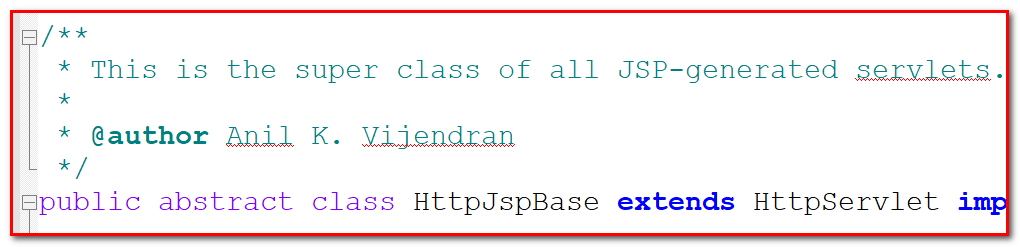 /**
 * This is the super class of all JSP-generated servlets.
 *
 * @author Anil K. Vijendran
 */
public abstract class HttpJspBase extends HttpServlet imp